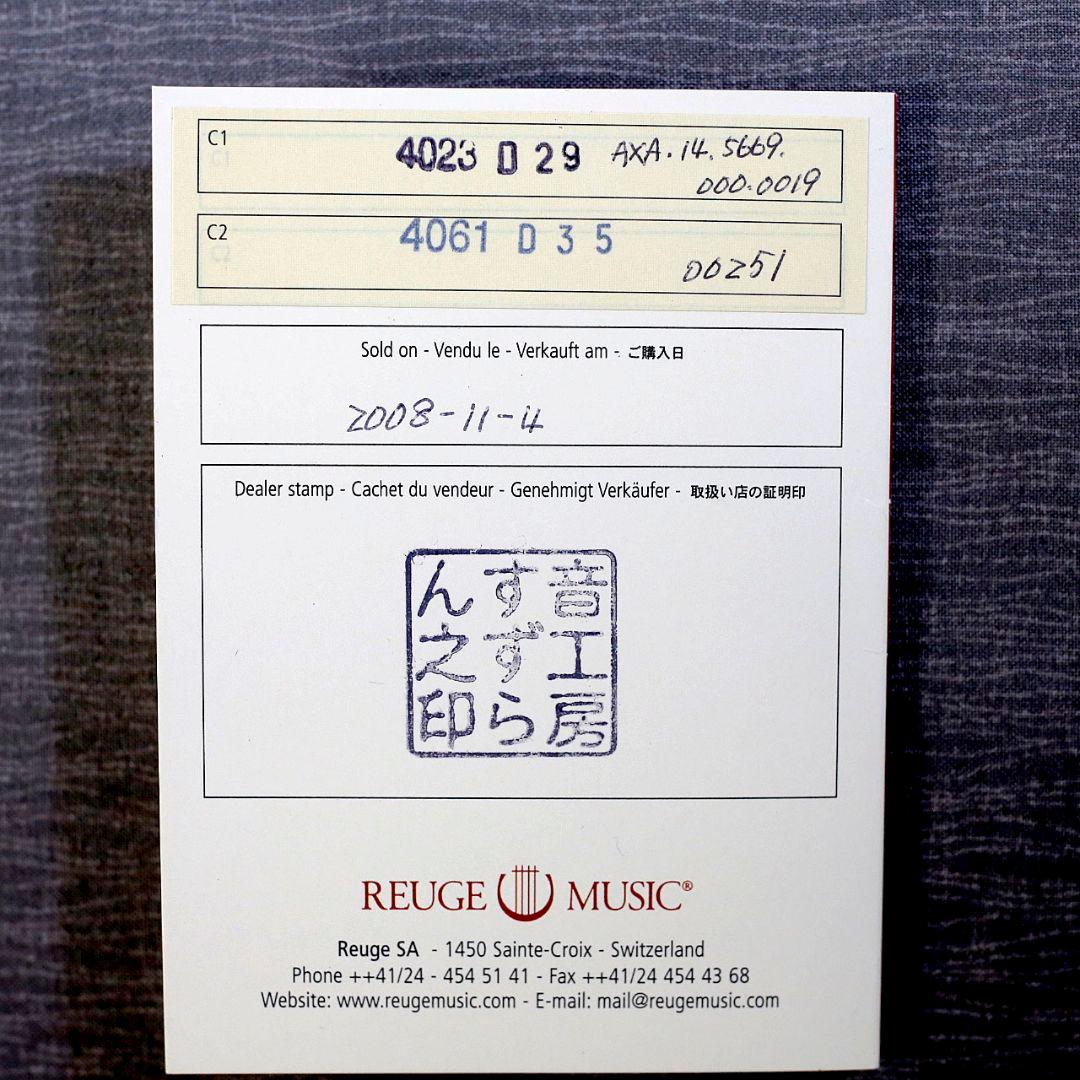 C1
4023 D 29 AXA.14.5669.
000.0019
C2
4061 D 3 5
00251
Sold on - Vendu le - Verkauft am - ご購入日
2008-11-4
Dealer stamp - Cachet du vendeur - Genehmigt Verkäufer - 取扱い店の証明印
音工房
すずら
ん之印
REUGE MUSIC®
Reuge SA - 1450 Sainte-Croix - Switzerland
Phone ++41/24 - 454 51 41 - Fax ++41/24 454 43 68
Website: www.reugemusic.com - E-mail: mail@reugemusic.com